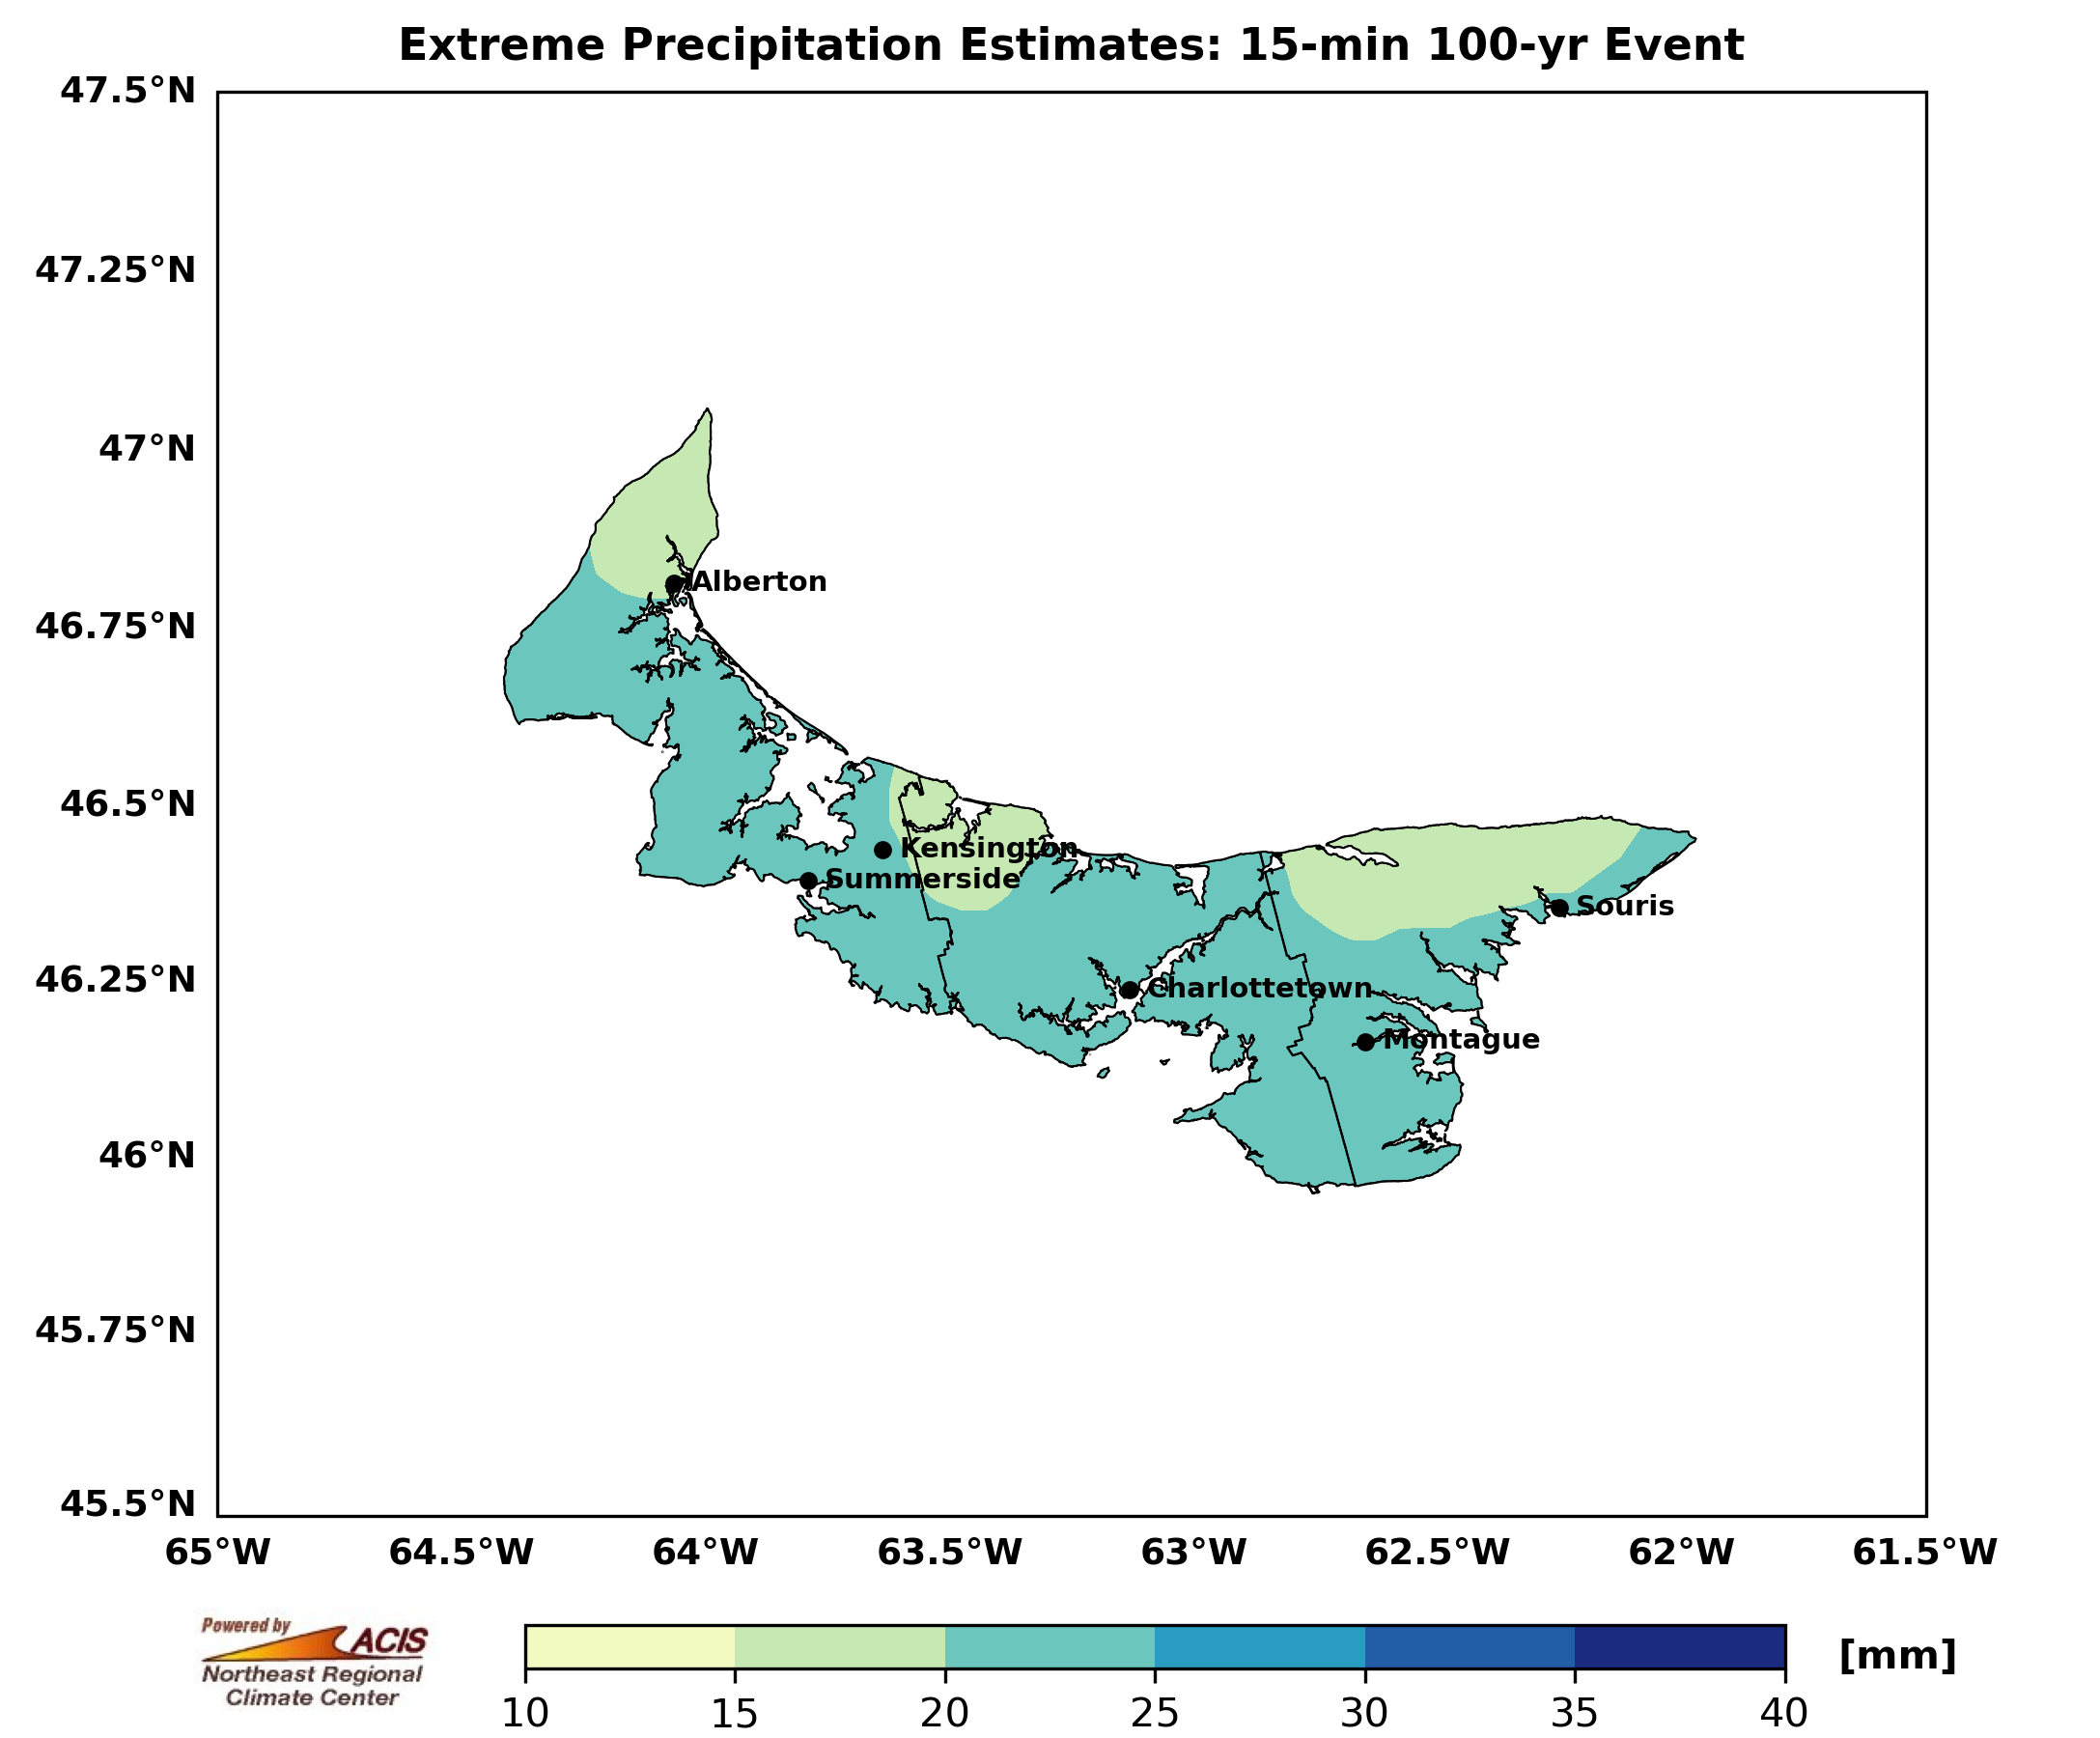 Extreme Precipitation Estimates: 15-min 100-yr Event
47.5°N
47.25°N
47°N
46.75°N
46.5°N
46.25°N
46°N
45.75°N
45.5°N
Alberton
Kensington
Summerside
Souris
Charlottetown
Montague
65°W 64.5°W 64°W 63.5°W 63°W 62.5°W 62°W 61.5°W
Powered by
ACIS
Northeast Regional
Climate Center
[mm]
10 15 20 25 30 35 40